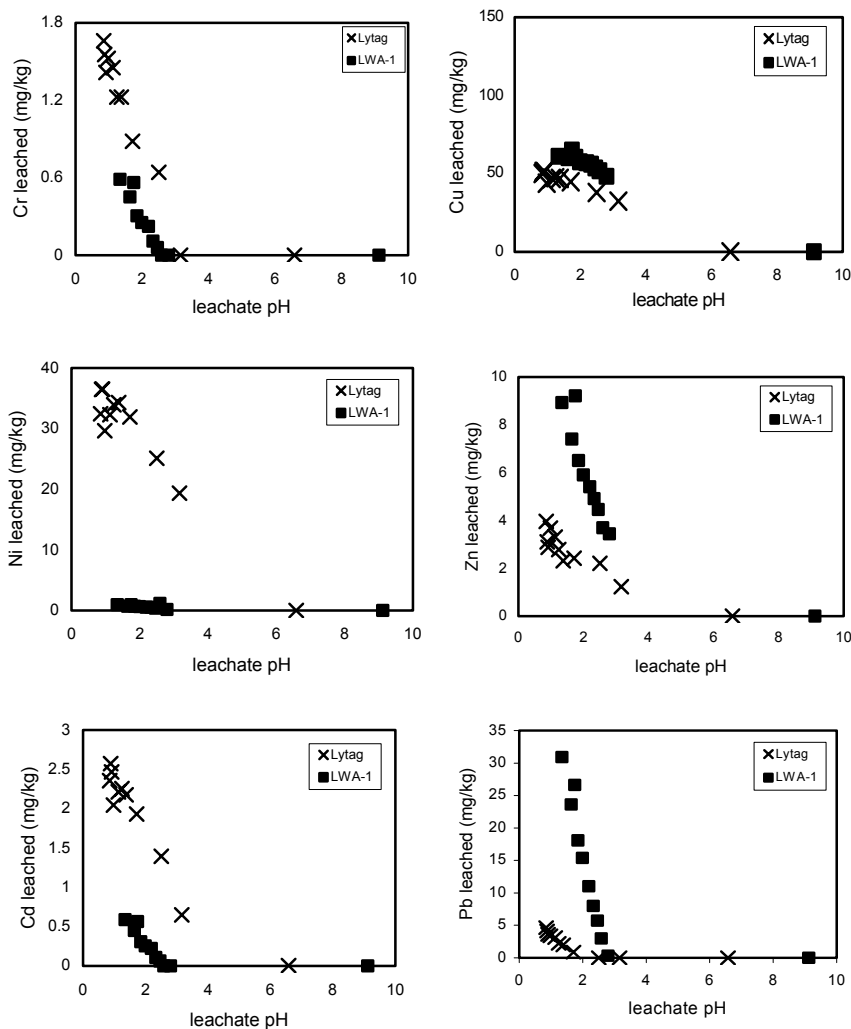 1.8
1.2
0.6
0
Cr leached (mg/kg)
Lytag
LWA-1
0 2 4 6 8 10
leachate pH
150
100
50
0
Cu leached (mg/kg)
Lytag
LWA-1
0 2 4 6 8 10
leachate pH
40
30
20
10
0
Ni leached (mg/kg)
Lytag
LWA-1
0 2 4 6 8 10
leachate pH
10
8
6
4
2
0
Zn leached (mg/kg)
Lytag
LWA-1
0 2 4 6 8 10
leachate pH
3
2.5
2
1.5
1
0.5
0
Cd leached (mg/kg)
Lytag
LWA-1
0 2 4 6 8 10
leachate pH
35
30
25
20
15
10
5
0
Pb leached (mg/kg)
Lytag
LWA-1
0 2 4 6 8 10
leachate pH